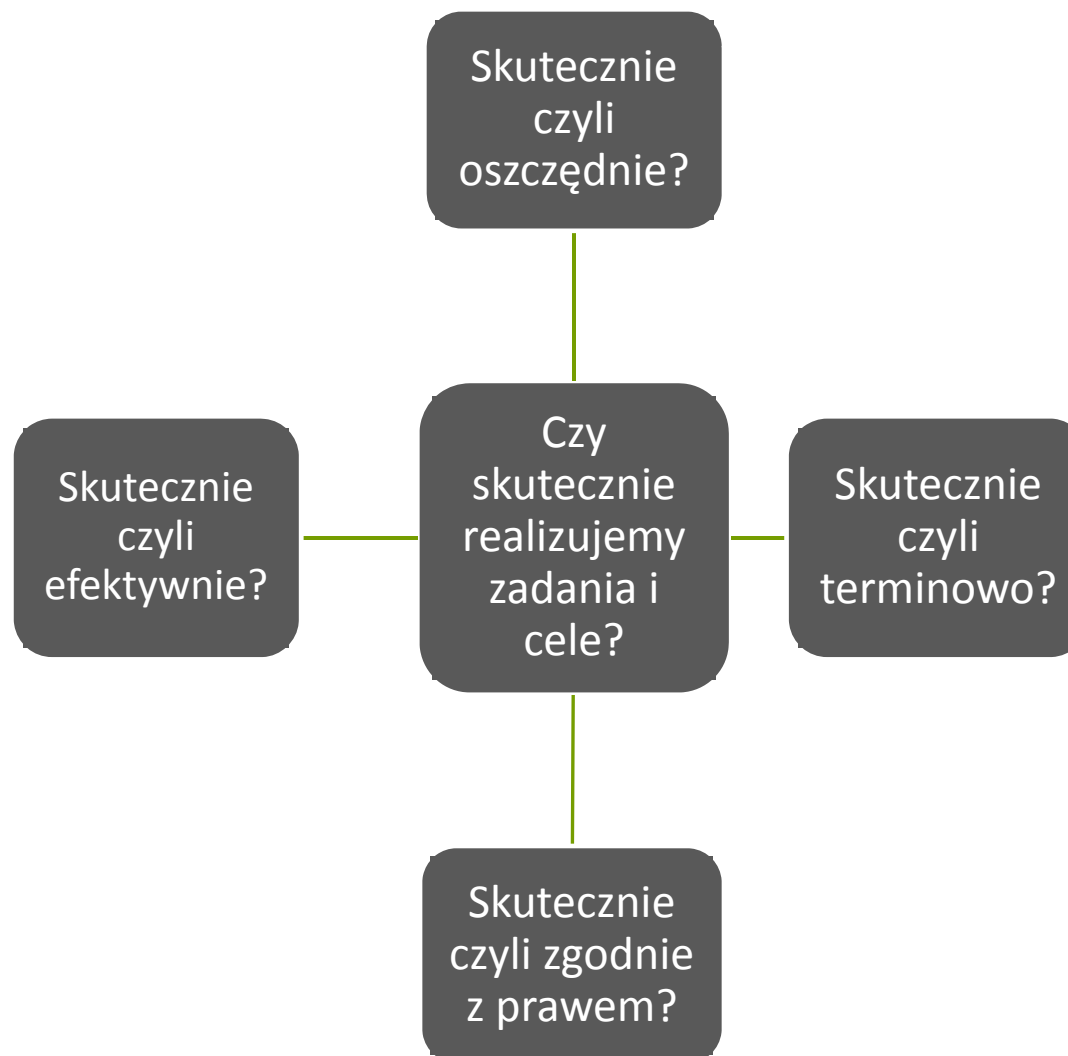 Skutecznie
czyli
oszczędnie?
Skutecznie
czyli
efektywnie?
Czy
skutecznie
realizujemy
zadania i
cele?
Skutecznie
czyli
terminowo?
Skutecznie
czyli zgodnie
z prawem?